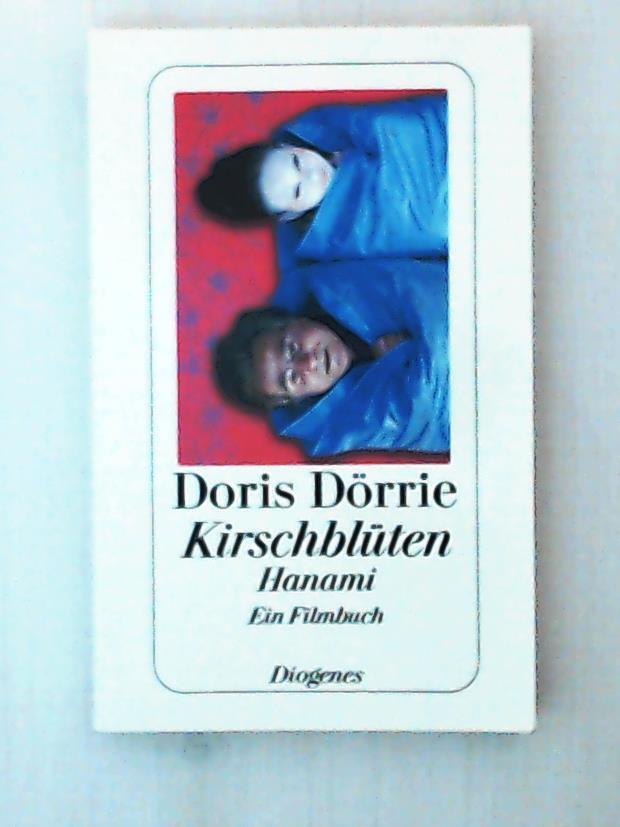 Doris Dörrie
Kirschblüten
Hanami
Ein Filmbuch
Diogenes